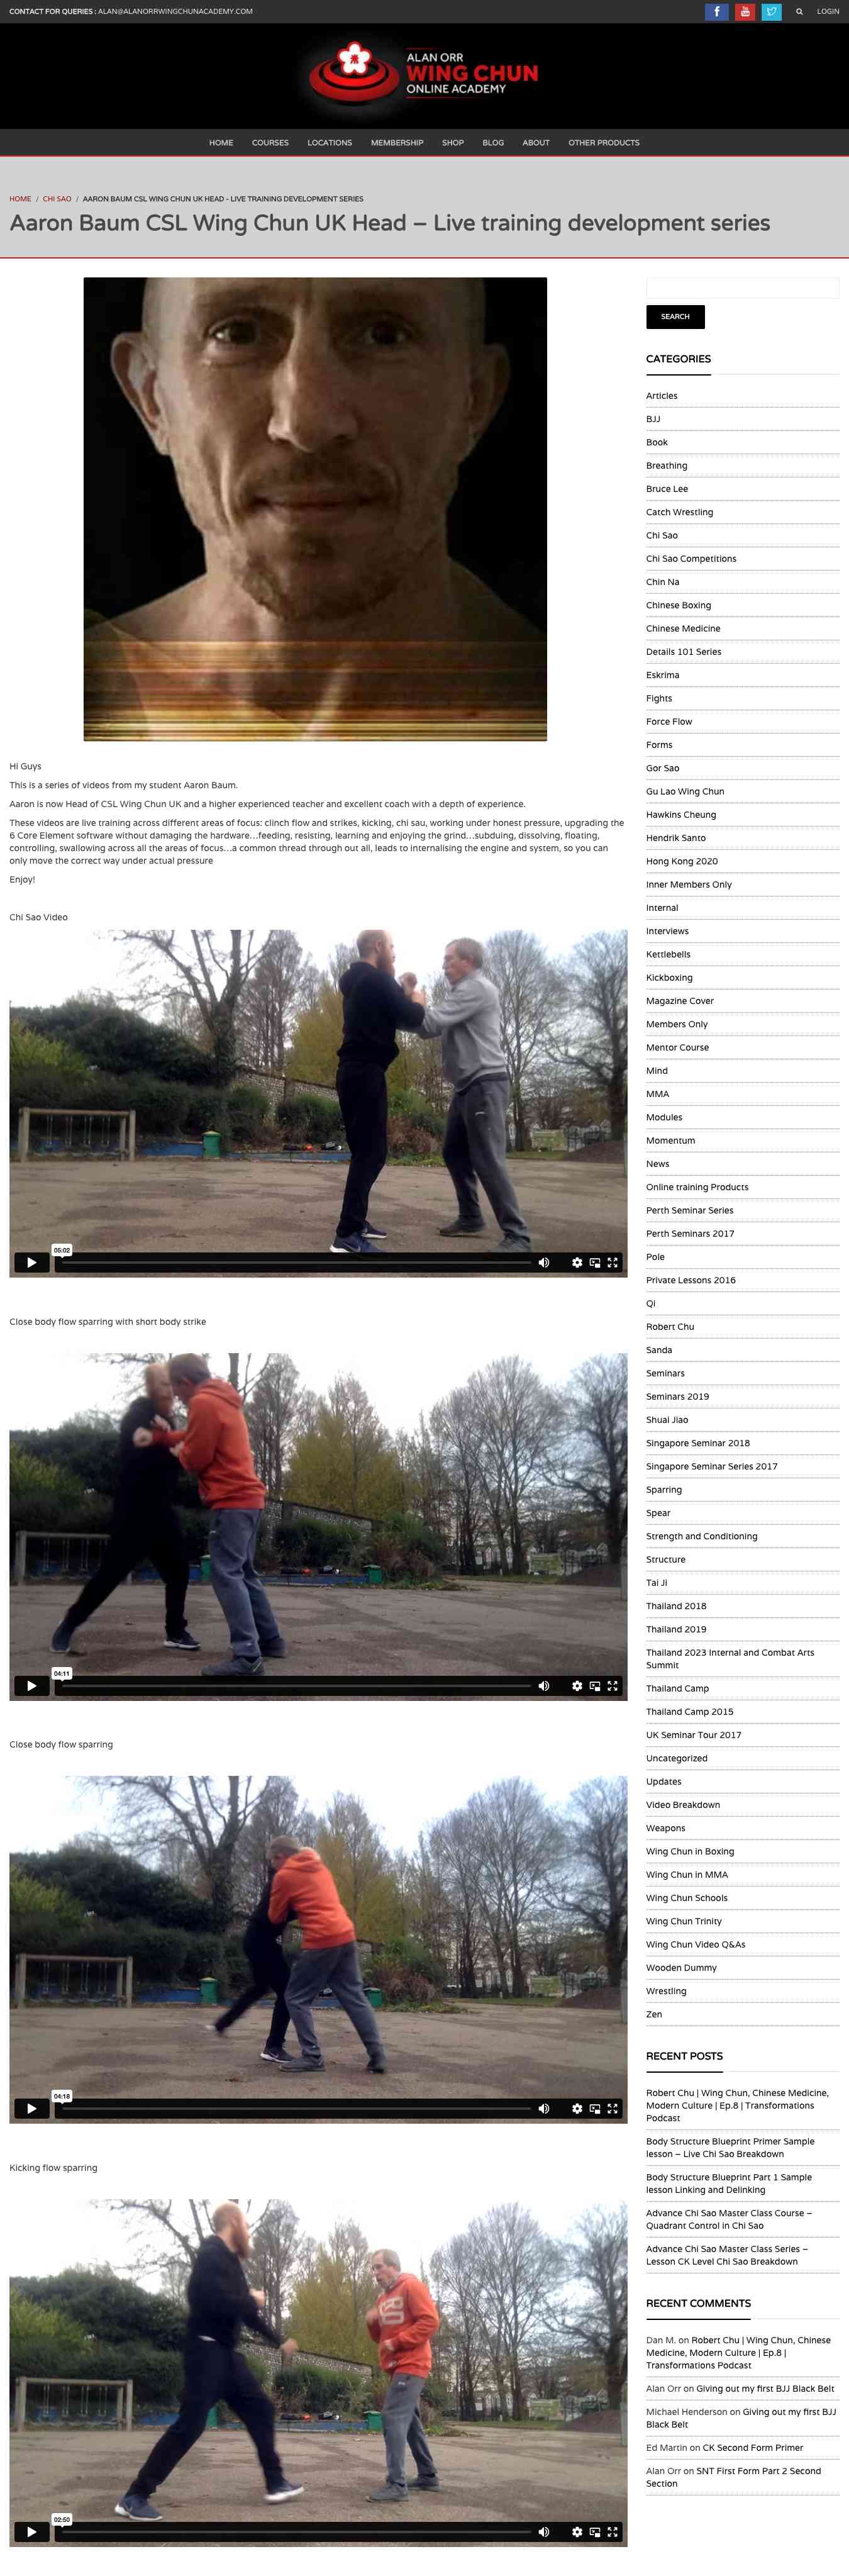 CONTACT FOR QUERIES : ALAN@ALANORRWINGCHUNACADEMY.COM
LOGIN
ALAN ORR
WING CHUN
ONLINE ACADEMY
HOME COURSES LOCATIONS MEMBERSHIP SHOP BLOG ABOUT OTHER PRODUCTS
HOME / CHI SAO / AARON BAUM CSL WING CHUN UK HEAD - LIVE TRAINING DEVELOPMENT SERIES
Aaron Baum CSL Wing Chun UK Head – Live training development series
Hi Guys
This is a series of videos from my student Aaron Baum.
Aaron is now Head of CSL Wing Chun UK and a higher experienced teacher and excellent coach with a depth of experience.
These videos are live training across different areas of focus: clinch flow and strikes, kicking, chi sau, working under honest pressure, upgrading the
6 Core Element software without damaging the hardware…feeding, resisting, learning and enjoying the grind…subduing, dissolving, floating,
controlling, swallowing across all the areas of focus…a common thread through out all, leads to internalising the engine and system, so you can
only move the correct way under actual pressure
Enjoy!
Chi Sao Video
05:02
Close body flow sparring with short body strike
04:11
Close body flow sparring
04:18
Kicking flow sparring
02:50
SEARCH
CATEGORIES
Articles
BJJ
Book
Breathing
Bruce Lee
Catch Wrestling
Chi Sao
Chi Sao Competitions
Chin Na
Chinese Boxing
Chinese Medicine
Details 101 Series
Eskrima
Fights
Force Flow
Forms
Gor Sao
Gu Lao Wing Chun
Hawkins Cheung
Hendrik Santo
Hong Kong 2020
Inner Members Only
Internal
Interviews
Kettlebells
Kickboxing
Magazine Cover
Members Only
Mentor Course
Mind
MMA
Modules
Momentum
News
Online training Products
Perth Seminar Series
Perth Seminars 2017
Pole
Private Lessons 2016
Qi
Robert Chu
Sanda
Seminars
Seminars 2019
Shuai Jiao
Singapore Seminar 2018
Singapore Seminar Series 2017
Sparring
Spear
Strength and Conditioning
Structure
Tai Ji
Thailand 2018
Thailand 2019
Thailand 2023 Internal and Combat Arts
Summit
Thailand Camp
Thailand Camp 2015
UK Seminar Tour 2017
Uncategorized
Updates
Video Breakdown
Weapons
Wing Chun in Boxing
Wing Chun in MMA
Wing Chun Schools
Wing Chun Trinity
Wing Chun Video Q&As
Wooden Dummy
Wrestling
Zen
RECENT POSTS
Robert Chu | Wing Chun, Chinese Medicine,
Modern Culture | Ep.8 | Transformations
Podcast
Body Structure Blueprint Primer Sample
lesson – Live Chi Sao Breakdown
Body Structure Blueprint Part 1 Sample
lesson Linking and Delinking
Advance Chi Sao Master Class Course –
Quadrant Control in Chi Sao
Advance Chi Sao Master Class Series –
Lesson CK Level Chi Sao Breakdown
RECENT COMMENTS
Dan M. on Robert Chu | Wing Chun, Chinese
Medicine, Modern Culture | Ep.8 |
Transformations Podcast
Alan Orr on Giving out my first BJJ Black Belt
Michael Henderson on Giving out my first BJJ
Black Belt
Ed Martin on CK Second Form Primer
Alan Orr on SNT First Form Part 2 Second
Section